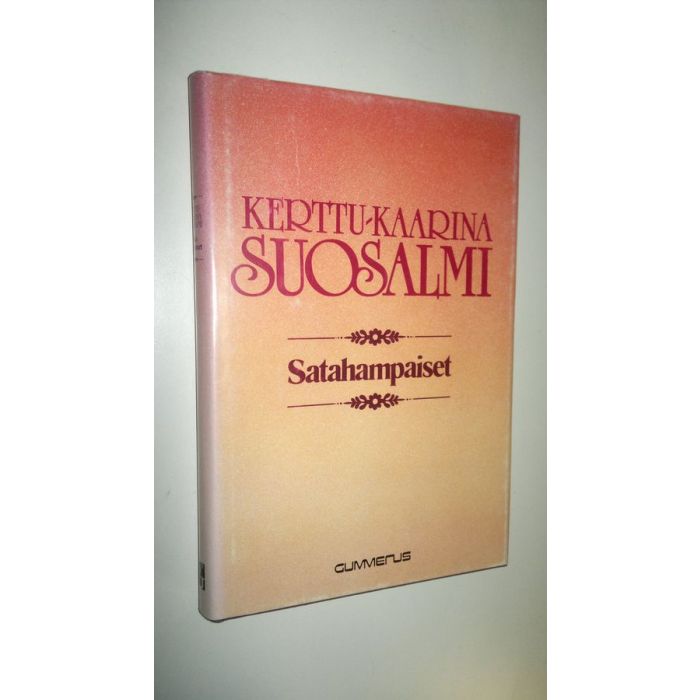 KERTTU-KAARINA
SUOSALMI
Satahampaiset
GUMMERUS